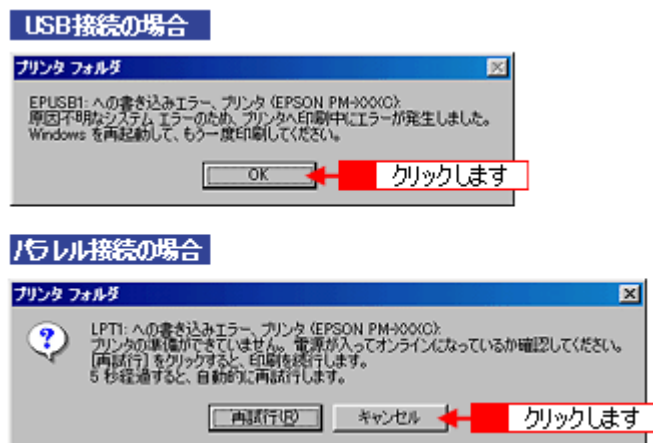 USB接続の場合
プリンタ フォルダ
EPUSB1: への書き込みエラー、プリンタ (EPSON PM-XXXC):
原因不明なシステム エラーのため、プリンタへ印刷中にエラーが発生しました。
Windows を再起動して、もう一度印刷してください。
OK
クリックします
パラレル接続の場合
プリンタ フォルダ
LPT1: への書き込みエラー、プリンタ (EPSON PM-XXXC):
プリンタの準備ができていません。電源が入ってオンラインになっているか確認してください。
[再試行] をクリックすると、印刷を続行します。
5 秒経過すると、自動的に再試行します。
再試行(R) キャンセル クリックします